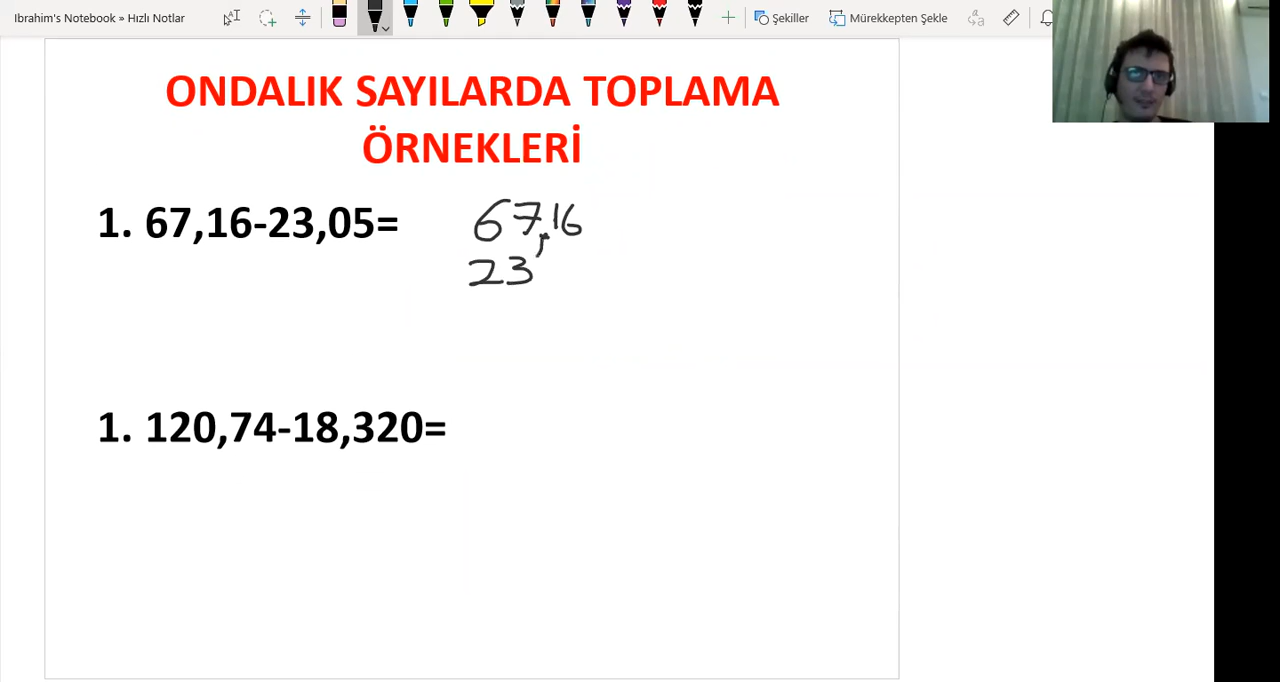 Ibrahim's Notebook » Hızlı Notlar
Şekiller
Mürekkepten Şekle
ONDALIK SAYILARDA TOPLAMA
ÖRNEKLERİ
1. 67,16-23,05=
67,16
23,
1. 120,74-18,320=